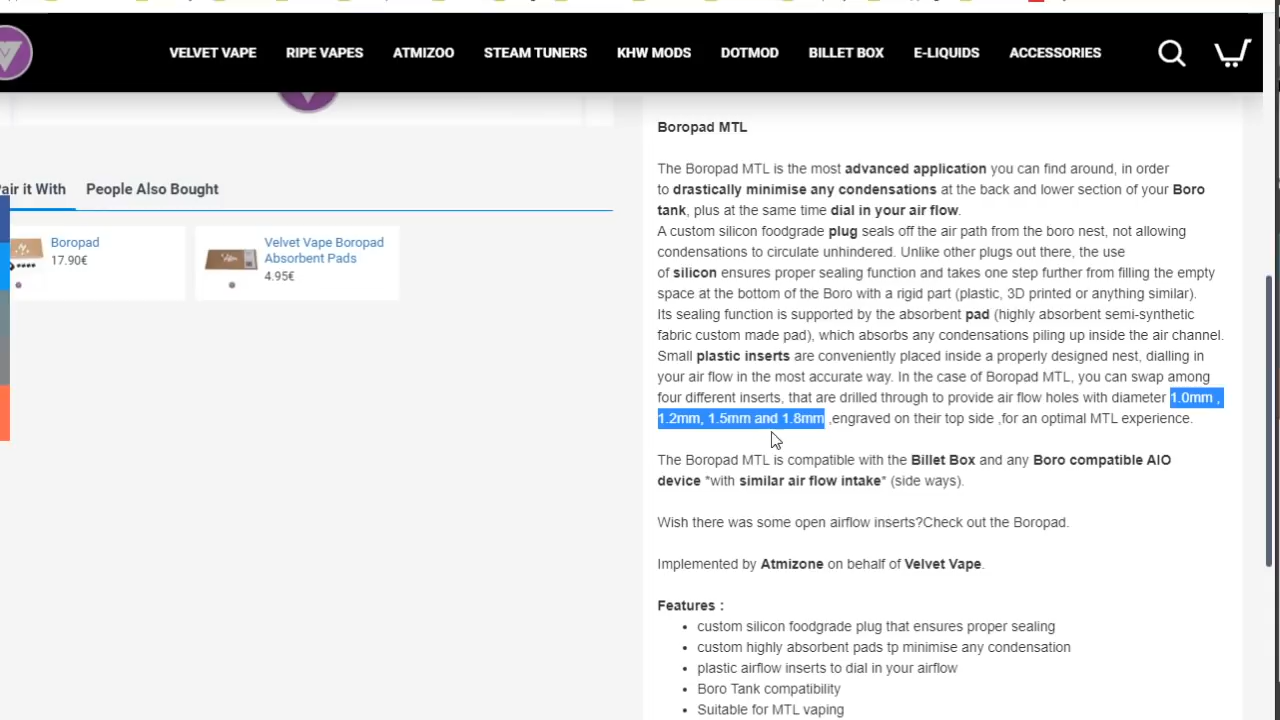 VELVET VAPE RIPE VAPES ATMIZOO STEAM TUNERS KHW MODS DOTMOD BILLET BOX E-LIQUIDS ACCESSORIES
air it With People Also Bought
Boropad
17.90€
Velvet Vape Boropad
Absorbent Pads
4.95€
Boropad MTL
The Boropad MTL is the most advanced application you can find around, in order
to drastically minimise any condensations at the back and lower section of your Boro
tank, plus at the same time dial in your air flow.
A custom silicon foodgrade plug seals off the air path from the boro nest, not allowing
condensations to circulate unhindered. Unlike other plugs out there, the use
of silicon ensures proper sealing function and takes one step further from filling the empty
space at the bottom of the Boro with a rigid part (plastic, 3D printed or anything similar).
Its sealing function is supported by the absorbent pad (highly absorbent semi-synthetic
fabric custom made pad), which absorbs any condensations piling up inside the air channel.
Small plastic inserts are conveniently placed inside a properly designed nest, dialling in
your air flow in the most accurate way. In the case of Boropad MTL, you can swap among
four different inserts, that are drilled through to provide air flow holes with diameter 1.0mm ,
1.2mm, 1.5mm and 1.8mm ,engraved on their top side ,for an optimal MTL experience.
The Boropad MTL is compatible with the Billet Box and any Boro compatible AIO
device *with similar air flow intake* (side ways).
Wish there was some open airflow inserts?Check out the Boropad.
Implemented by Atmizone on behalf of Velvet Vape.
Features :
• custom silicon foodgrade plug that ensures proper sealing
• custom highly absorbent pads tp minimise any condensation
• plastic airflow inserts to dial in your airflow
• Boro Tank compatibility
• Suitable for MTL vaping